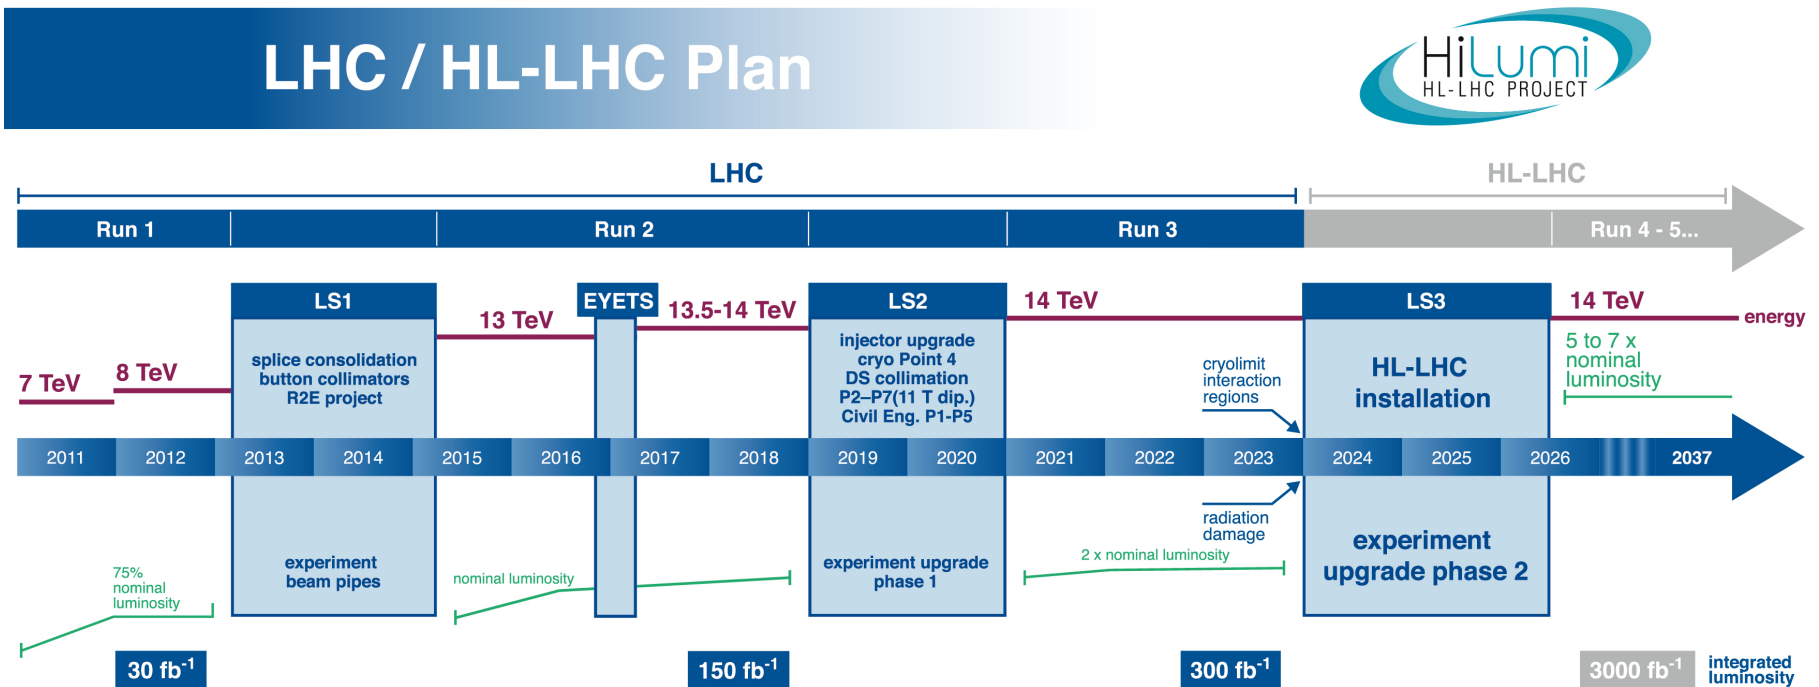 LHC / HL-LHC Plan
HiLumi
HL-LHC PROJECT
LHC
HL-LHC
Run 1
Run 2
Run 3
Run 4 - 5...
LS1
EYETS
LS2
LS3
7 TeV
8 TeV
13 TeV
13.5-14 TeV
14 TeV
14 TeV
energy
splice consolidation
button collimators
R2E project
injector upgrade
cryo Point 4
DS collimation
P2–P7(11 T dip.)
Civil Eng. P1-P5
cryolimit
interaction
regions
HL-LHC
installation
5 to 7 x
nominal
luminosity
2011
2012
2013
2014
2015
2016
2017
2018
2019
2020
2021
2022
2023
2024
2025
2026
2037
75%
nominal
luminosity
experiment
beam pipes
nominal luminosity
experiment upgrade
phase 1
2 x nominal luminosity
radiation
damage
experiment
upgrade phase 2
30 fb-1
150 fb-1
300 fb-1
3000 fb-1
integrated
luminosity